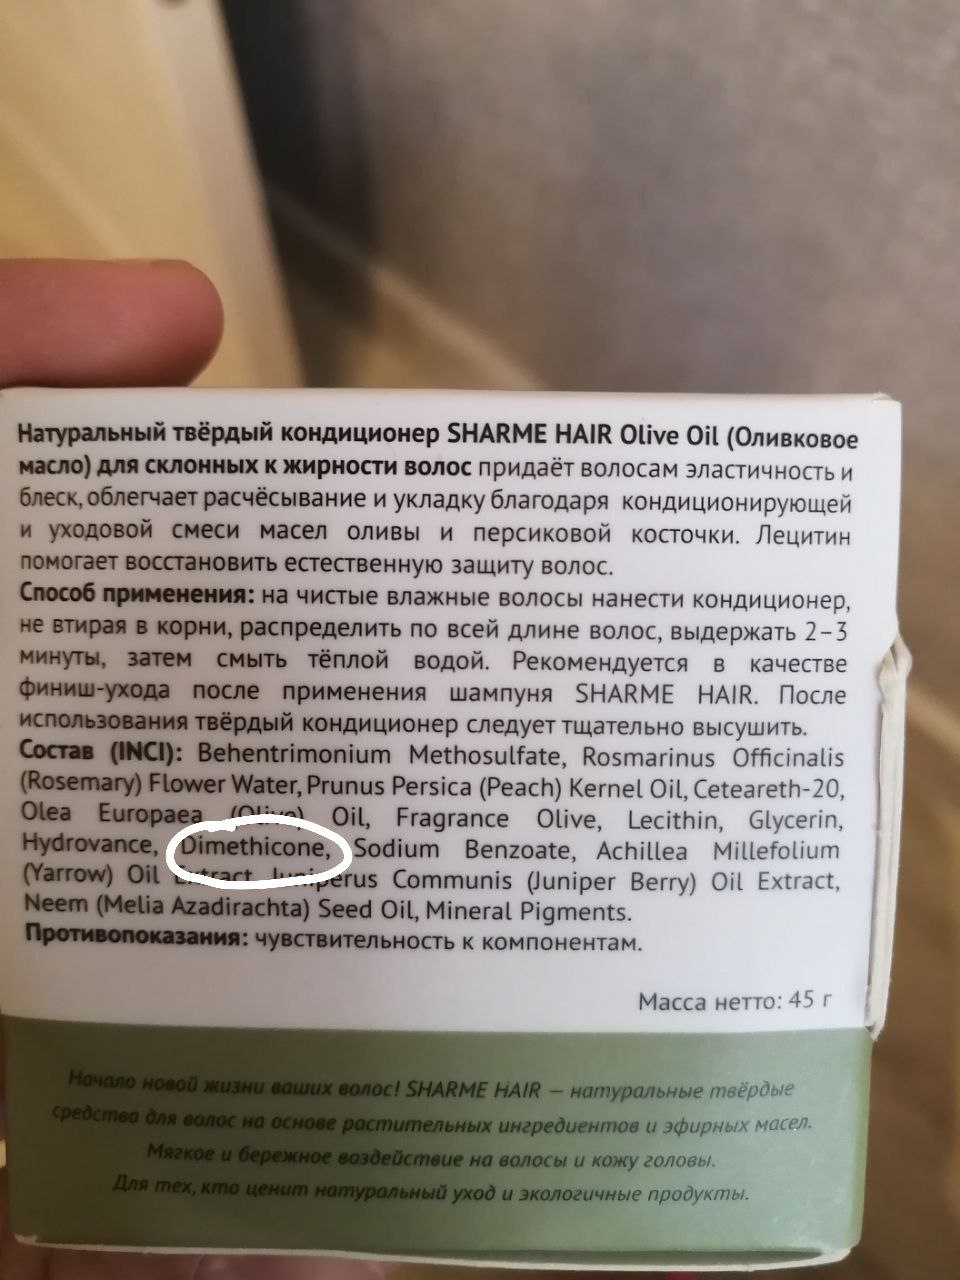 Натуральный твёрдый кондиционер SHARME HAIR Olive Oil (Оливковое
масло) для склонных к жирности волос придаёт волосам эластичность и
блеск, облегчает расчёсывание и укладку благодаря кондиционирующей
и уходовой смеси масел оливы и персиковой косточки. Лецитин
помогает восстановить естественную защиту волос.
Способ применения: на чистые влажные волосы нанести кондиционер,
не втирая в корни, распределить по всей длине волос, выдержать 2–3
минуты, затем смыть тёплой водой. Рекомендуется в качестве
финиш-ухода после применения шампуня SHARME HAIR. После
использования твёрдый кондиционер следует тщательно высушить.
Состав (INCI): Behentrimonium Methosulfate, Rosmarinus Officinalis
(Rosemary) Flower Water, Prunus Persica (Peach) Kernel Oil, Ceteareth-20,
Olea Europaea (Olive) Oil, Fragrance Olive, Lecithin, Glycerin,
Hydrovance, Dimethicone, Sodium Benzoate, Achillea Millefolium
(Yarrow) Oil Extract, Juniperus Communis (Juniper Berry) Oil Extract,
Neem (Melia Azadirachta) Seed Oil, Mineral Pigments.
Противопоказания: чувствительность к компонентам.
Масса нетто: 45 г
Начало новой жизни ваших волос! SHARME HAIR — натуральные твёрдые
средства для волос на основе растительных ингредиентов и эфирных масел.
Мягкое и бережное воздействие на волосы и кожу головы.
Для тех, кто ценит натуральный уход и экологичные продукты.